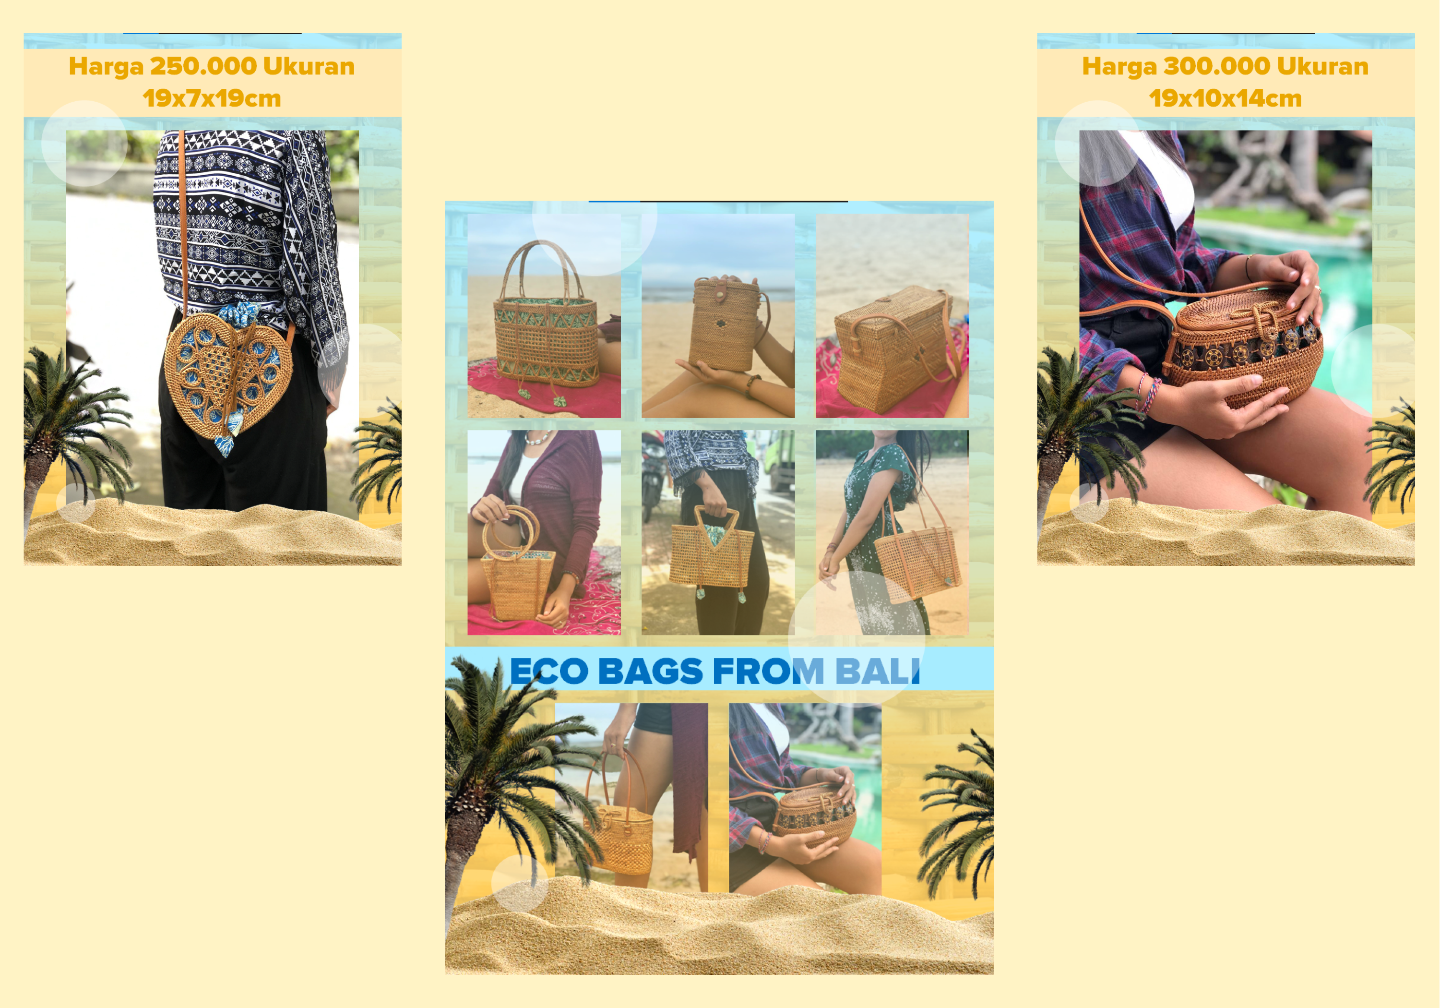 Harga 250.000 Ukuran
19x7x19cm
ECO BAGS FROM BALI
Harga 300.000 Ukuran
19x10x14cm